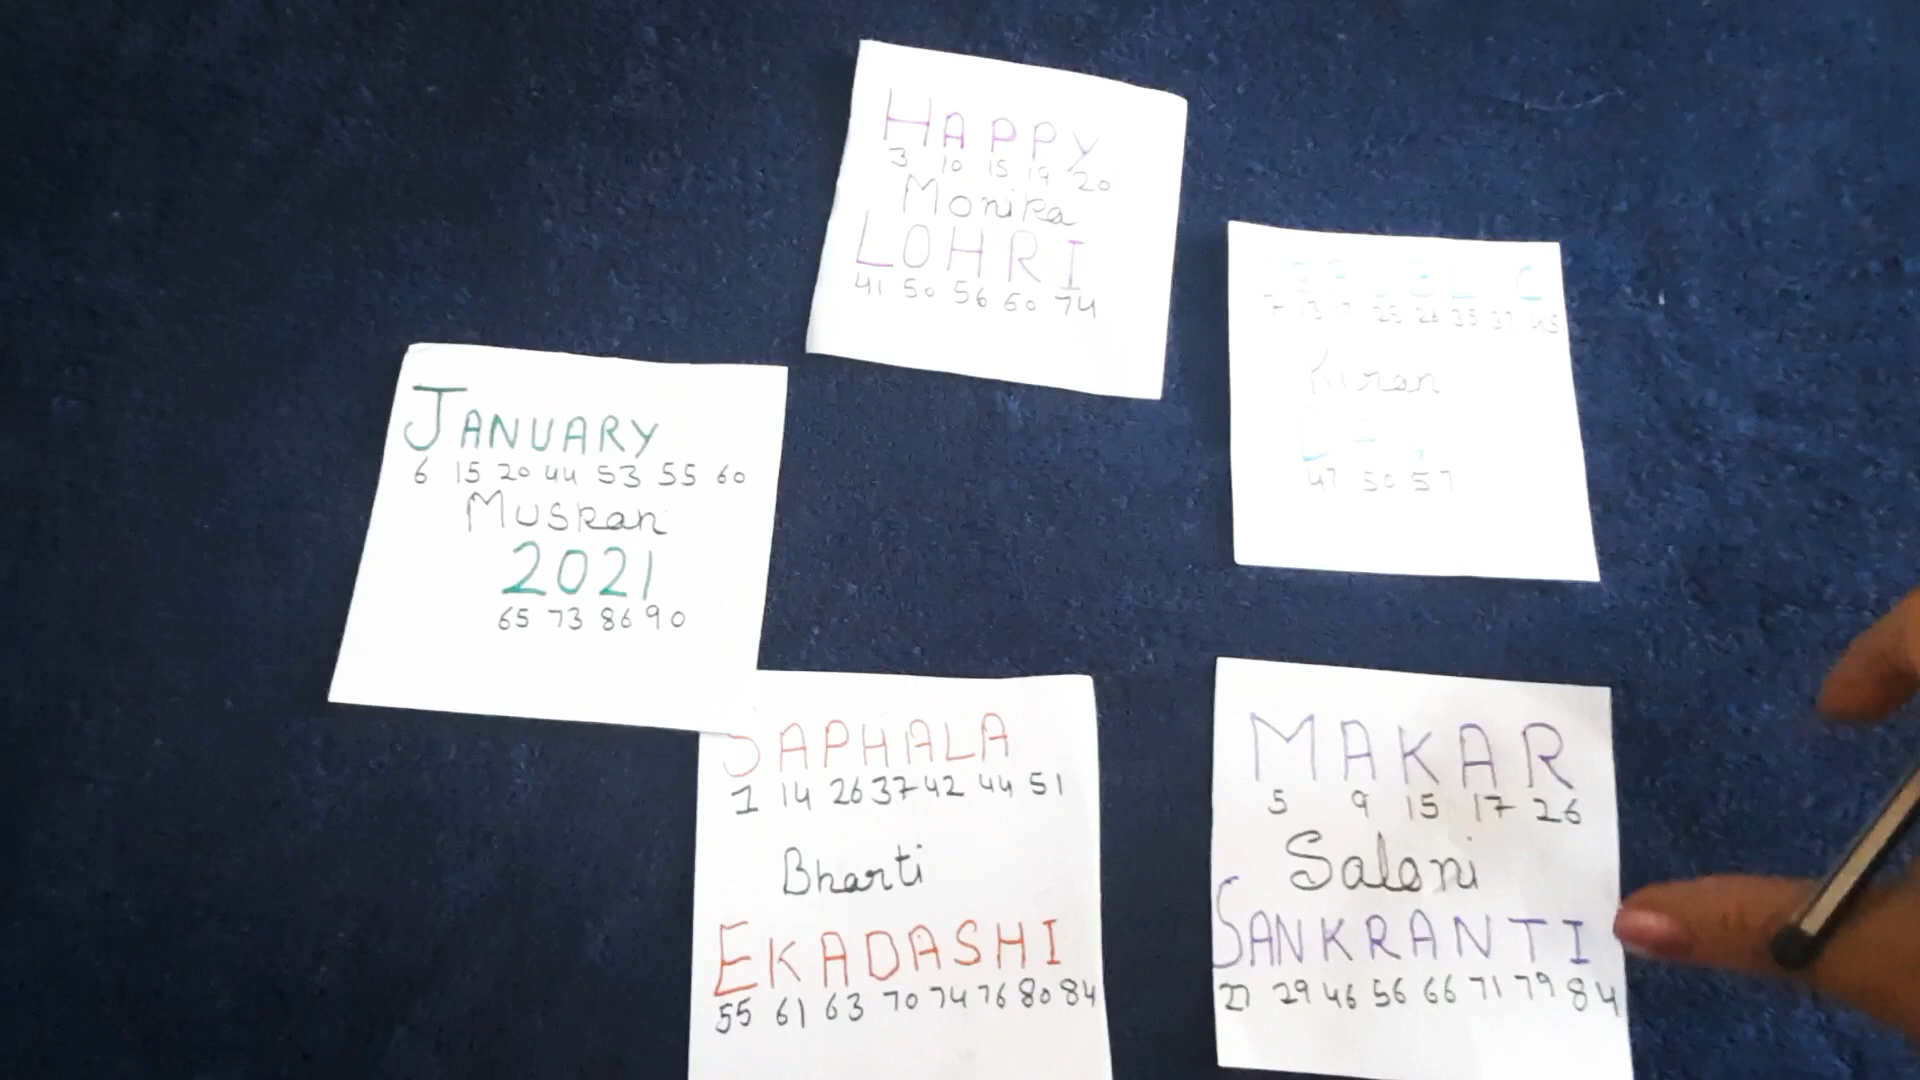 HAPPY
3 10 15 19 20
Monika
LOHRI
41 50 56 60 74
Kiran
47 50 57
JANUARY
6 15 20 44 53 55 60
Muskan
2021
65 73 86 90
SAPHALA
1 14 26 37 42 44 51
Bharti
EKADASHI
55 61 63 70 74 76 80 84
MAKAR
5 9 15 17 26
Saloni
SANKRANTI
27 29 46 56 66 71 79 84